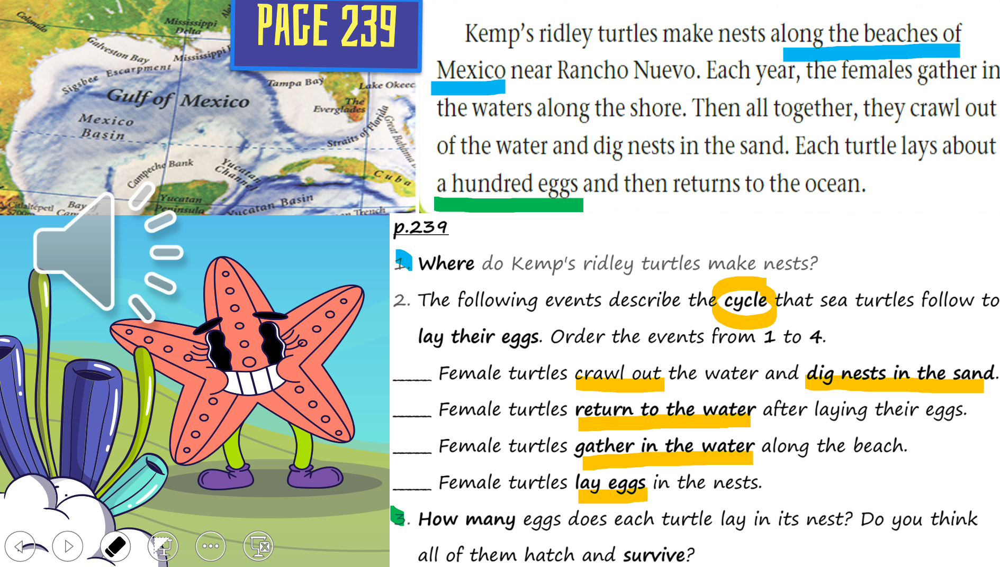 Colorado
Mississippi
Delta
Galveston Bay
Mississippi
Escarpment
Sigsbee
Gulf of Mexico
Mexico
Basin
Tampa Bay
Lake
The
Everglades
Straits of Florida
Great Bahama
Campeche Bank
Yucatan
Channel
Cuba
Yucatan
Peninsula
Yucatan Basin
Trench
Bay of
PAGE 239
Kemp’s ridley turtles make nests along the beaches of
Mexico near Rancho Nuevo. Each year, the females gather in
the waters along the shore. Then all together, they crawl out
of the water and dig nests in the sand. Each turtle lays about
a hundred eggs and then returns to the ocean.
p.239
1. Where do Kemp's ridley turtles make nests?
2. The following events describe the cycle that sea turtles follow to
lay their eggs. Order the events from 1 to 4.
_____ Female turtles crawl out the water and dig nests in the sand.
_____ Female turtles return to the water after laying their eggs.
_____ Female turtles gather in the water along the beach.
_____ Female turtles lay eggs in the nests.
3. How many eggs does each turtle lay in its nest? Do you think
all of them hatch and survive?